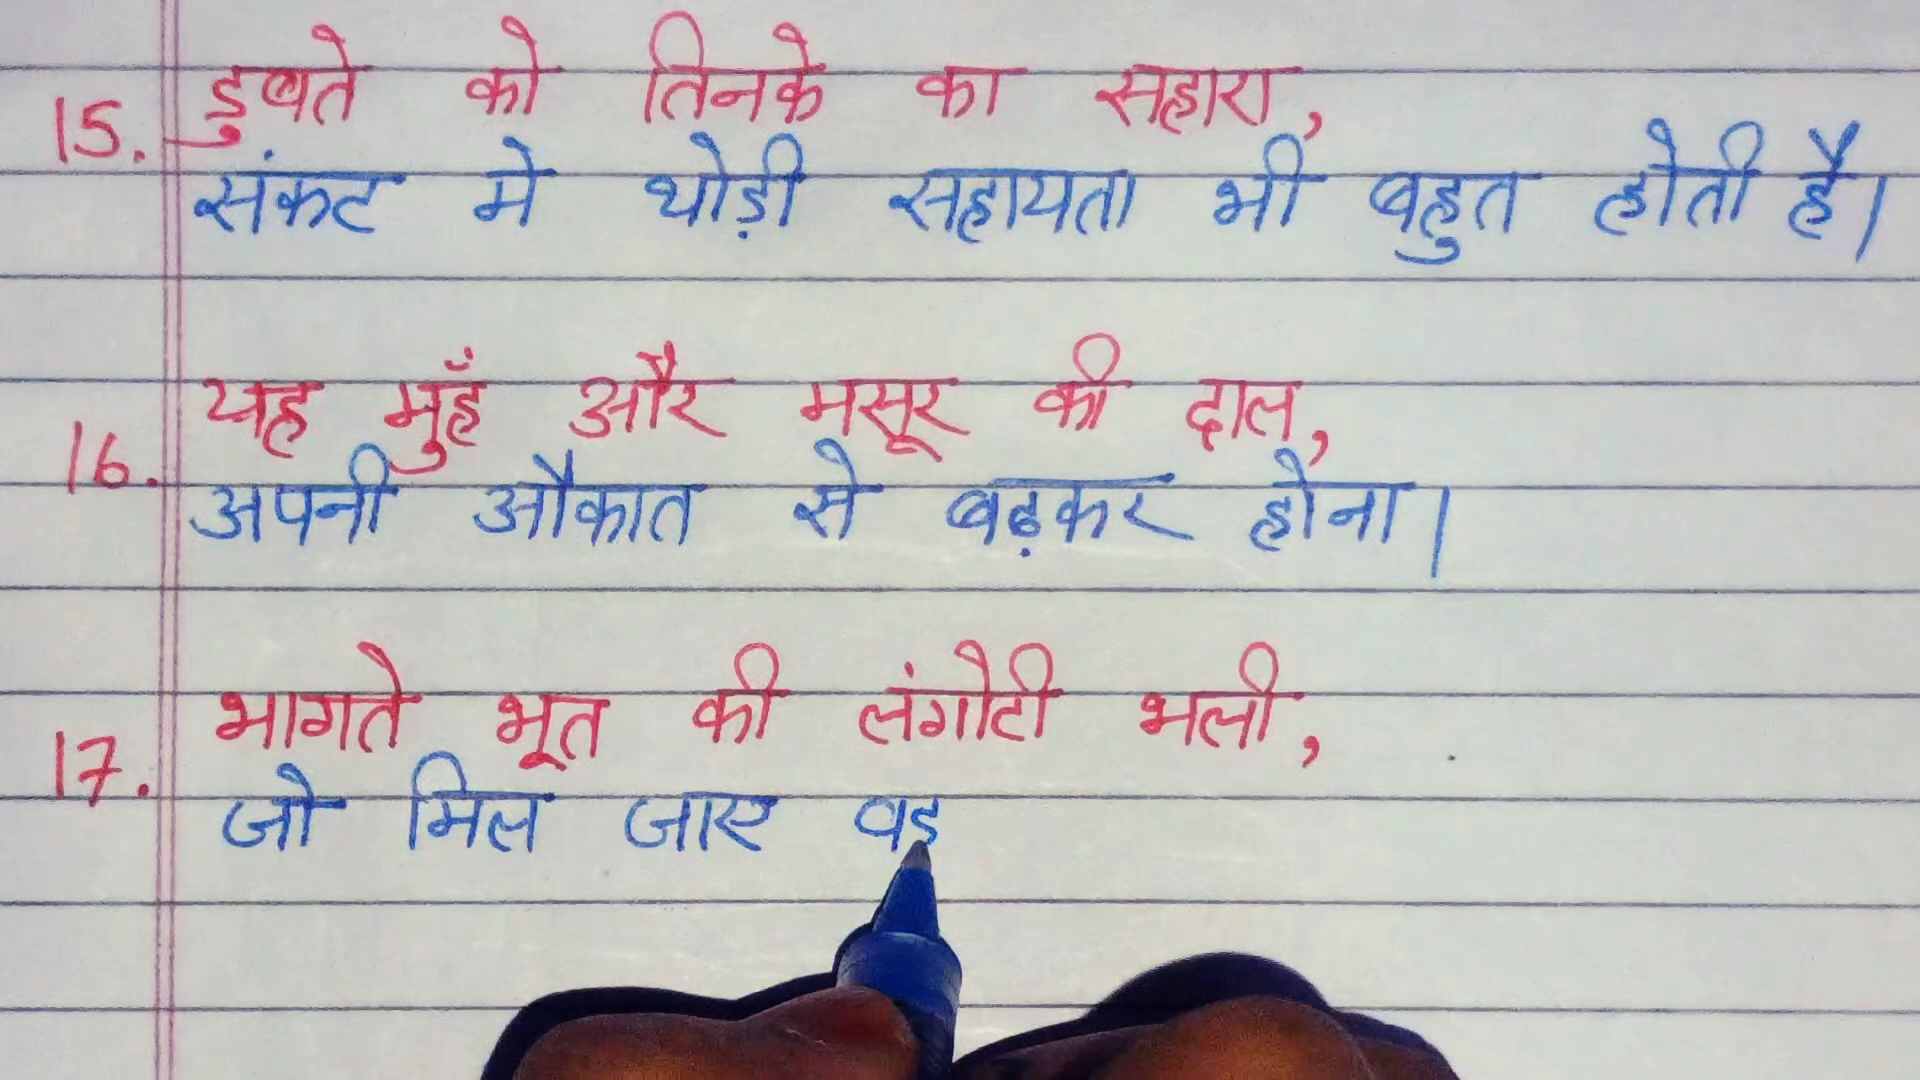 15. डुबते को तिनके का सहारा,
संकट मे थोड़ी सहायता भी बहुत होती है।
16. यह मुहँ और मसूर की दाल,
अपनी औकात से बढ़कर होना।
17. भागते भूत की लंगोटी भली,
जो मिल जाए